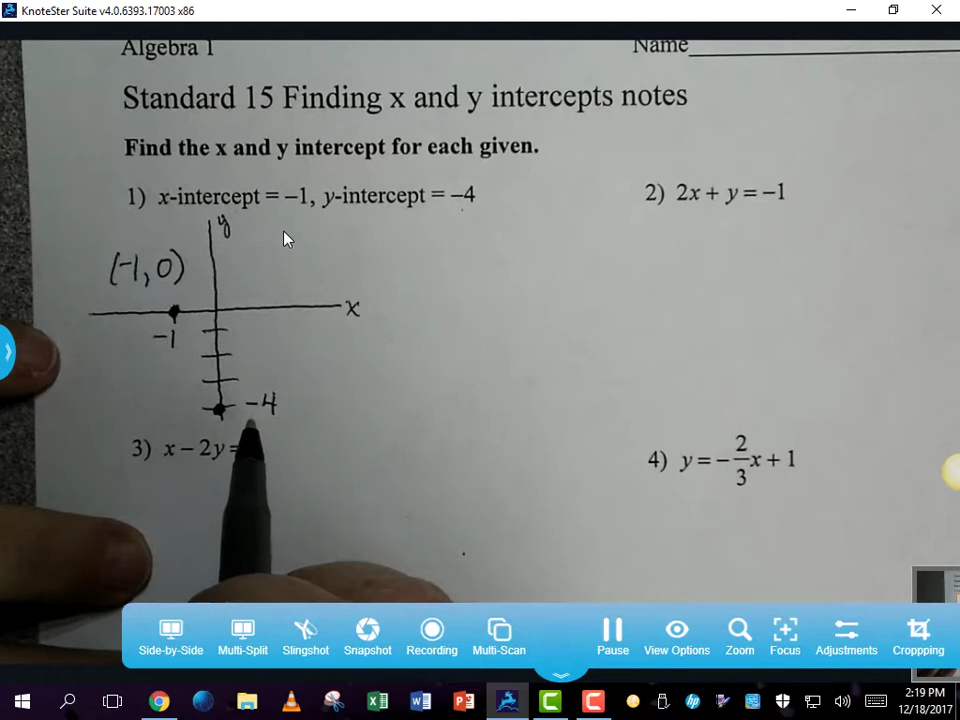 KnoteSter Suite v4.0.6393.17003 x86
Algebra 1
Name
Standard 15 Finding x and y intercepts notes
Find the x and y intercept for each given.
1) x-intercept = –1, y-intercept = –4
2) 2x + y = –1
y
(-1, 0)
x
-1
-4
3) x – 2y =
4) y = –2/3x + 1
Side-by-Side
Multi-Split
Slingshot
Snapshot
Recording
Multi-Scan
Pause
View Options
Zoom
Focus
Adjustments
Croppping
2:19 PM
12/18/2017